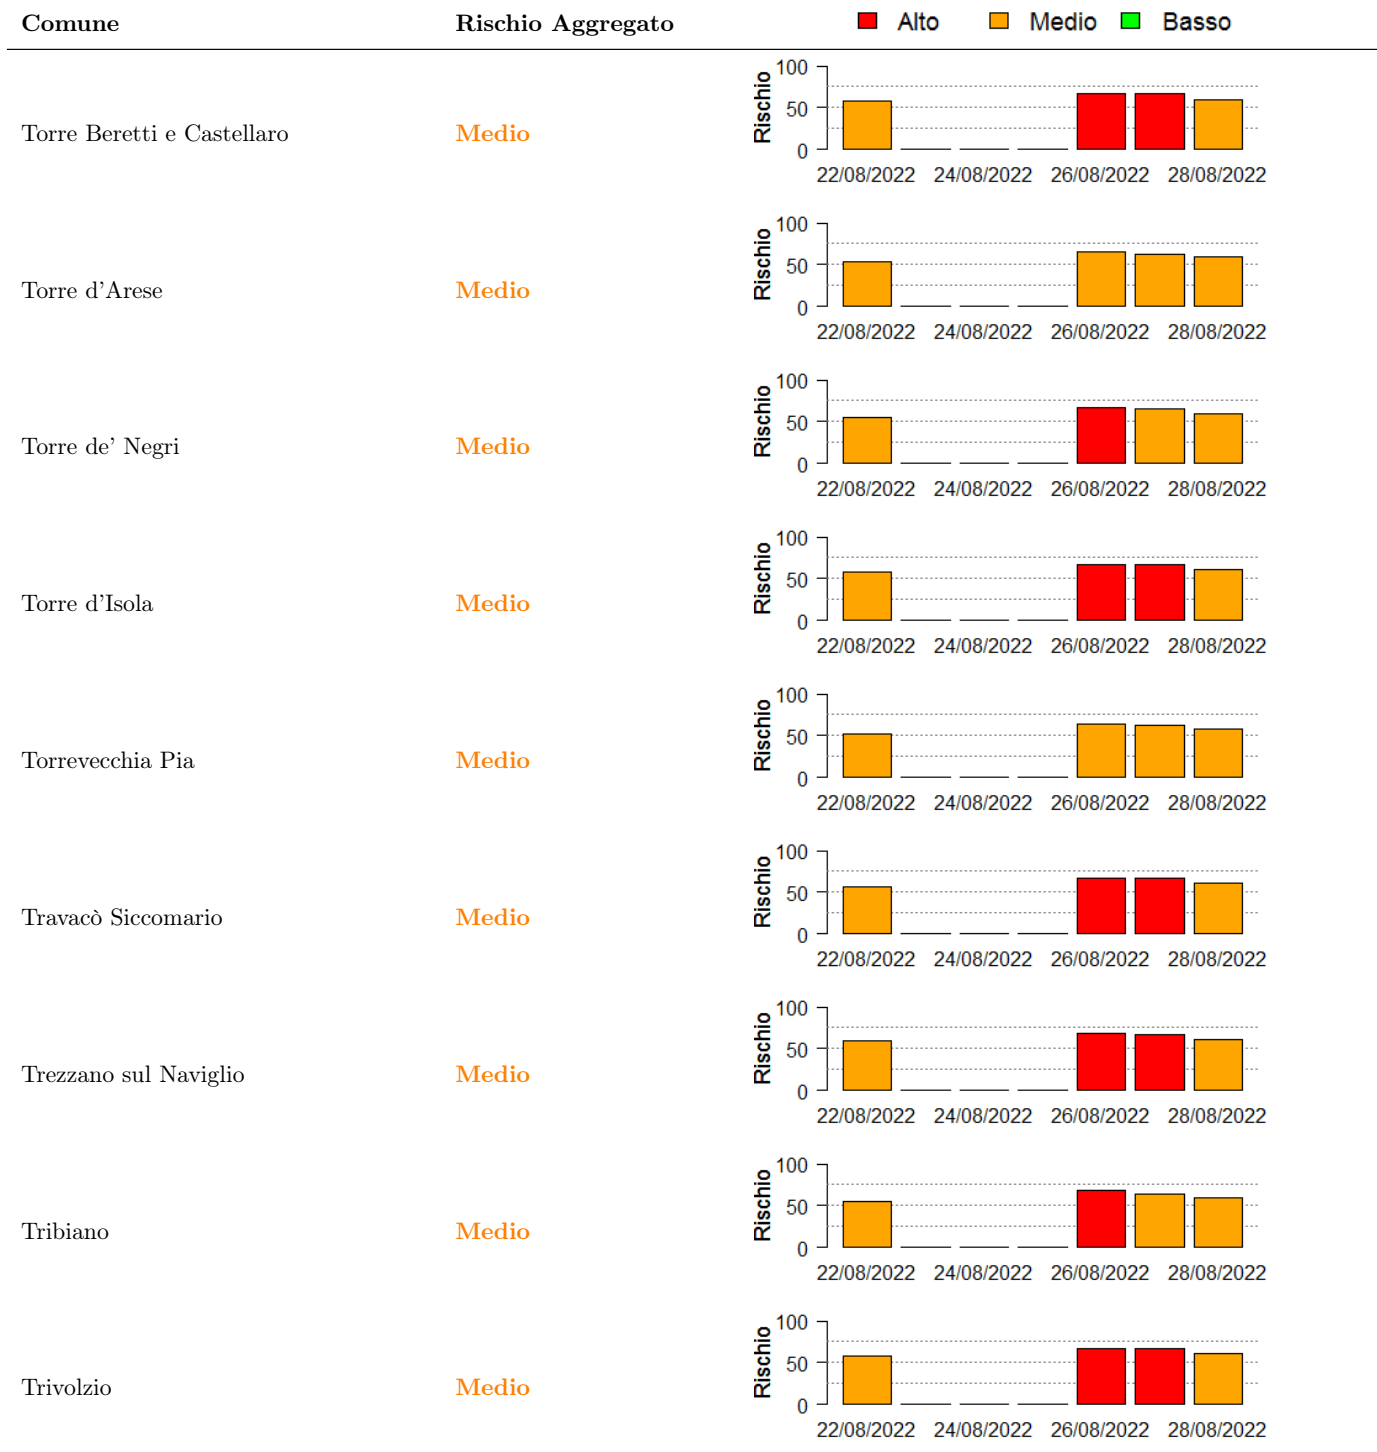 Comune Rischio Aggregato Alto Medio Basso
Torre Beretti e Castellaro Medio Rischio 100 50 0
22/08/2022 24/08/2022 26/08/2022 28/08/2022
Torre d'Arese Medio Rischio 100 50 0
22/08/2022 24/08/2022 26/08/2022 28/08/2022
Torre de' Negri Medio Rischio 100 50 0
22/08/2022 24/08/2022 26/08/2022 28/08/2022
Torre d'Isola Medio Rischio 100 50 0
22/08/2022 24/08/2022 26/08/2022 28/08/2022
Torrevecchia Pia Medio Rischio 100 50 0
22/08/2022 24/08/2022 26/08/2022 28/08/2022
Travacò Siccomario Medio Rischio 100 50 0
22/08/2022 24/08/2022 26/08/2022 28/08/2022
Trezzano sul Naviglio Medio Rischio 100 50 0
22/08/2022 24/08/2022 26/08/2022 28/08/2022
Tribiano Medio Rischio 100 50 0
22/08/2022 24/08/2022 26/08/2022 28/08/2022
Trivolzio Medio Rischio 100 50 0
22/08/2022 24/08/2022 26/08/2022 28/08/2022